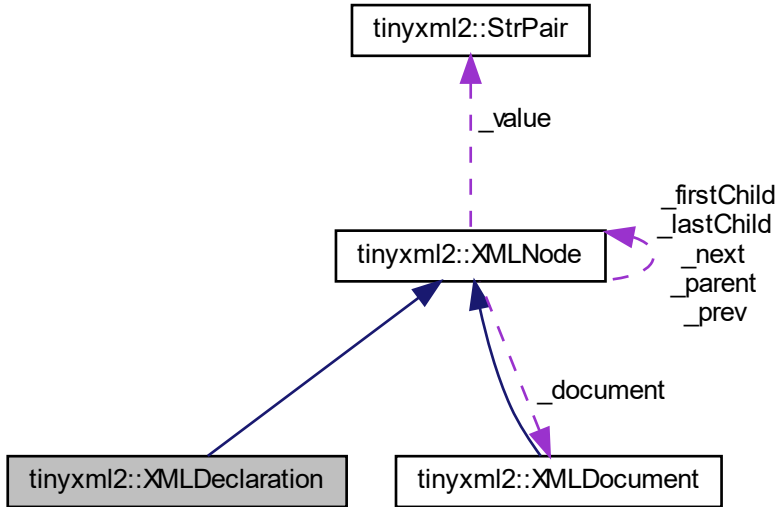 tinyxml2::StrPair
_value
_firstChild
_lastChild
tinyxml2::XMLNode
_next
_parent
_prev
_document
tinyxml2::XMLDeclaration
tinyxml2::XMLDocument